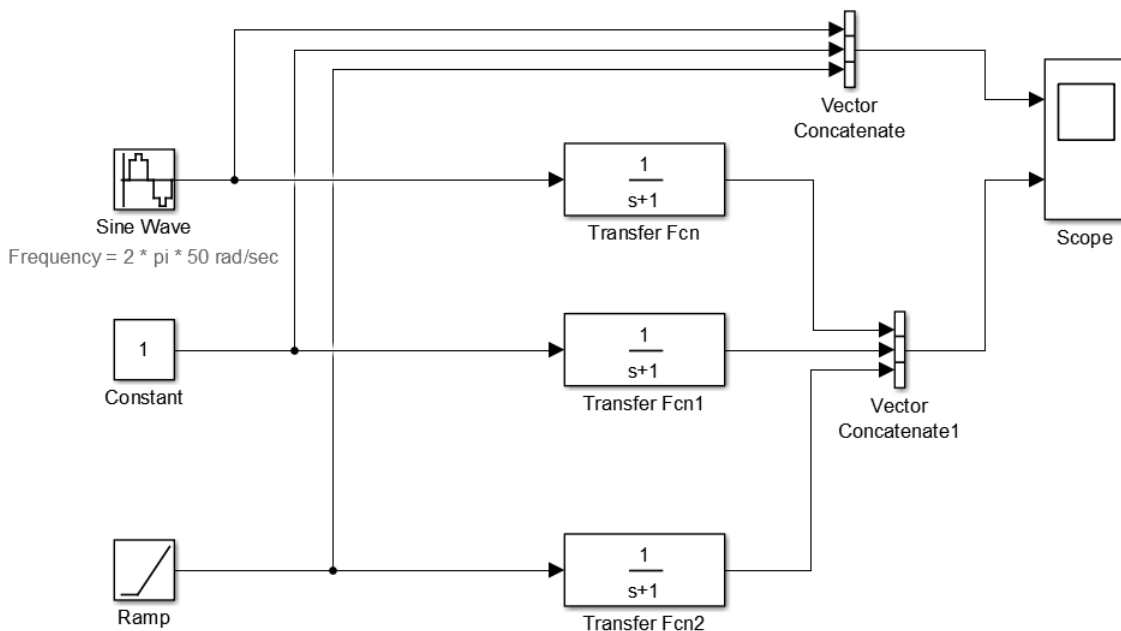 Vector
Concatenate
1
s+1
Transfer Fcn
Sine Wave
Frequency = 2 * pi * 50 rad/sec
Scope
1
Constant
1
s+1
Transfer Fcn1
Vector
Concatenate1
Ramp
1
s+1
Transfer Fcn2